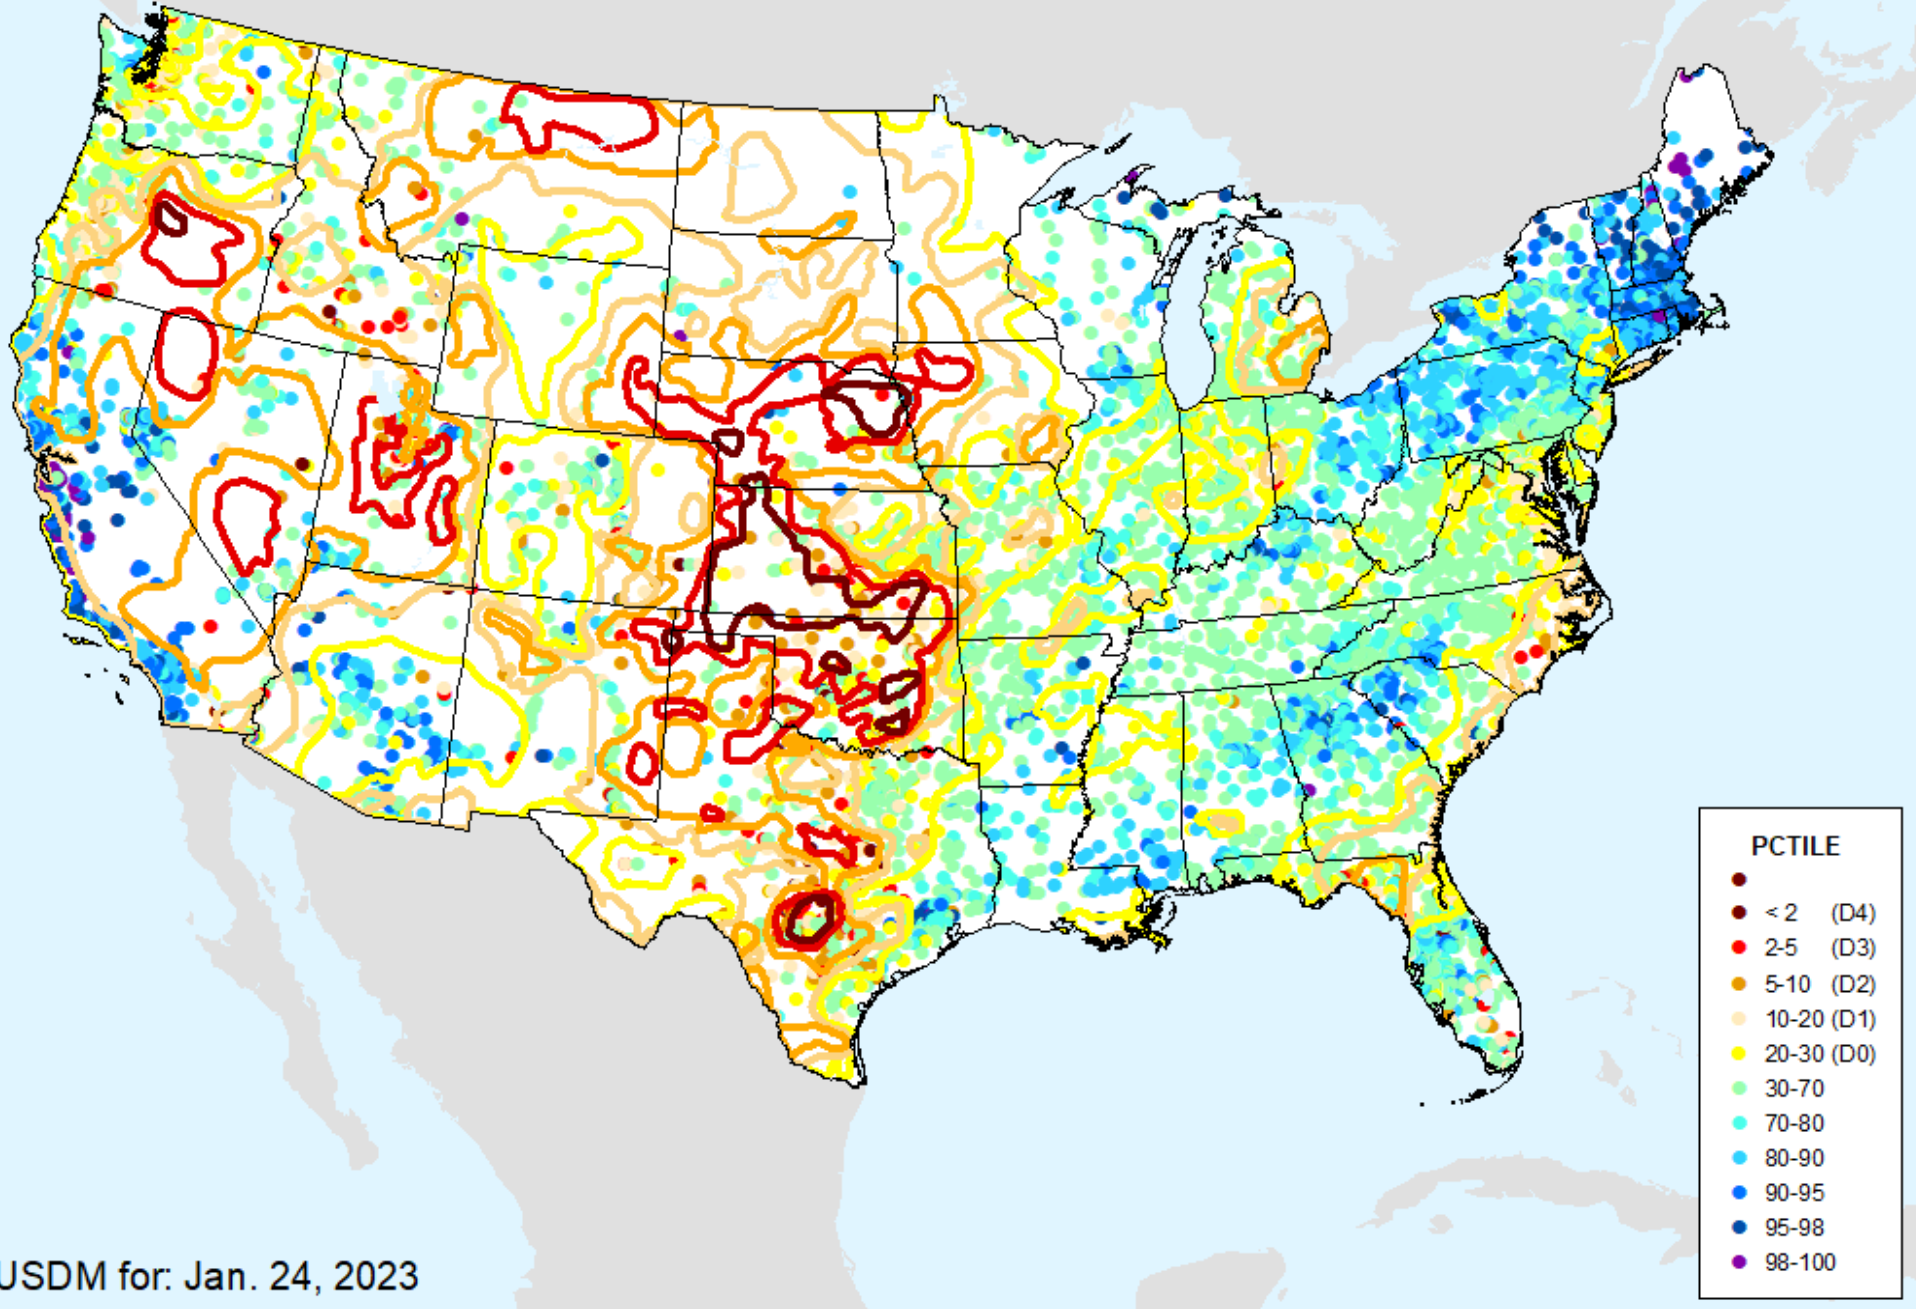 PCTILE
< 2 (D4)
2-5 (D3)
5-10 (D2)
10-20 (D1)
20-30 (D0)
30-70
70-80
80-90
90-95
95-98
98-100
USDM for: Jan. 24, 2023